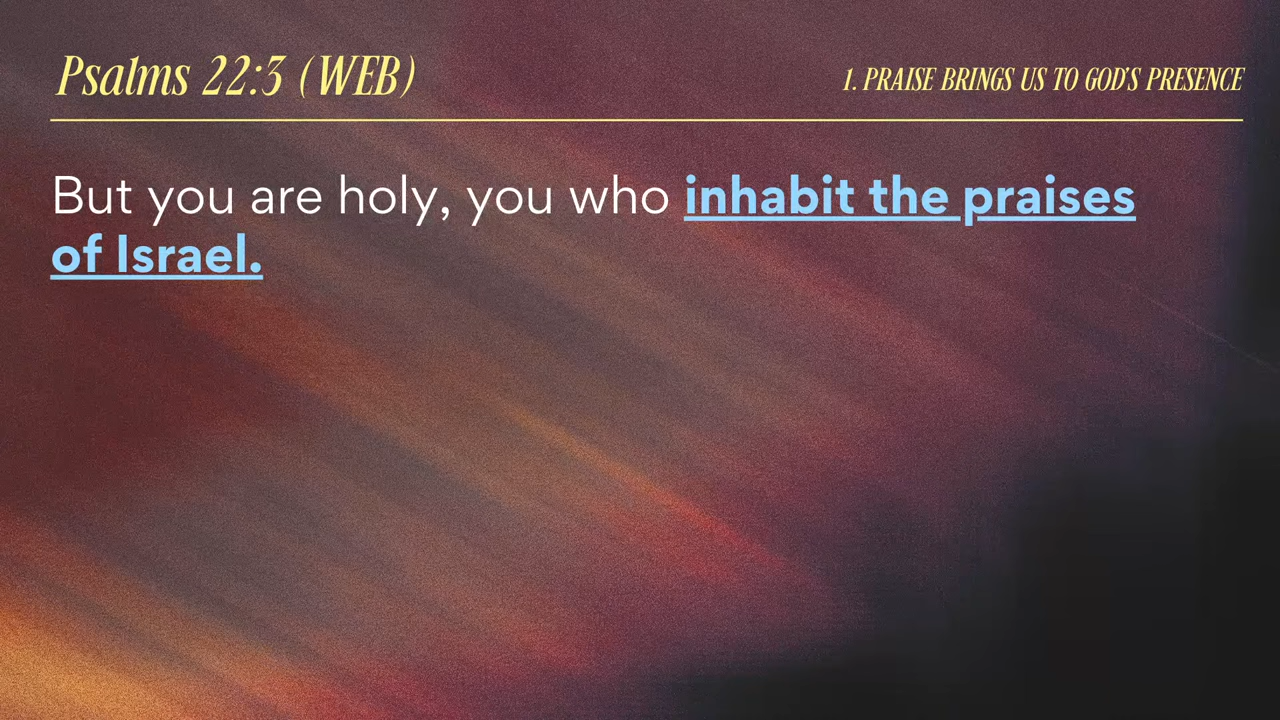 Psalms 22:3 (WEB)
1. PRAISE BRINGS US TO GOD'S PRESENCE
But you are holy, you who inhabit the praises
of Israel.